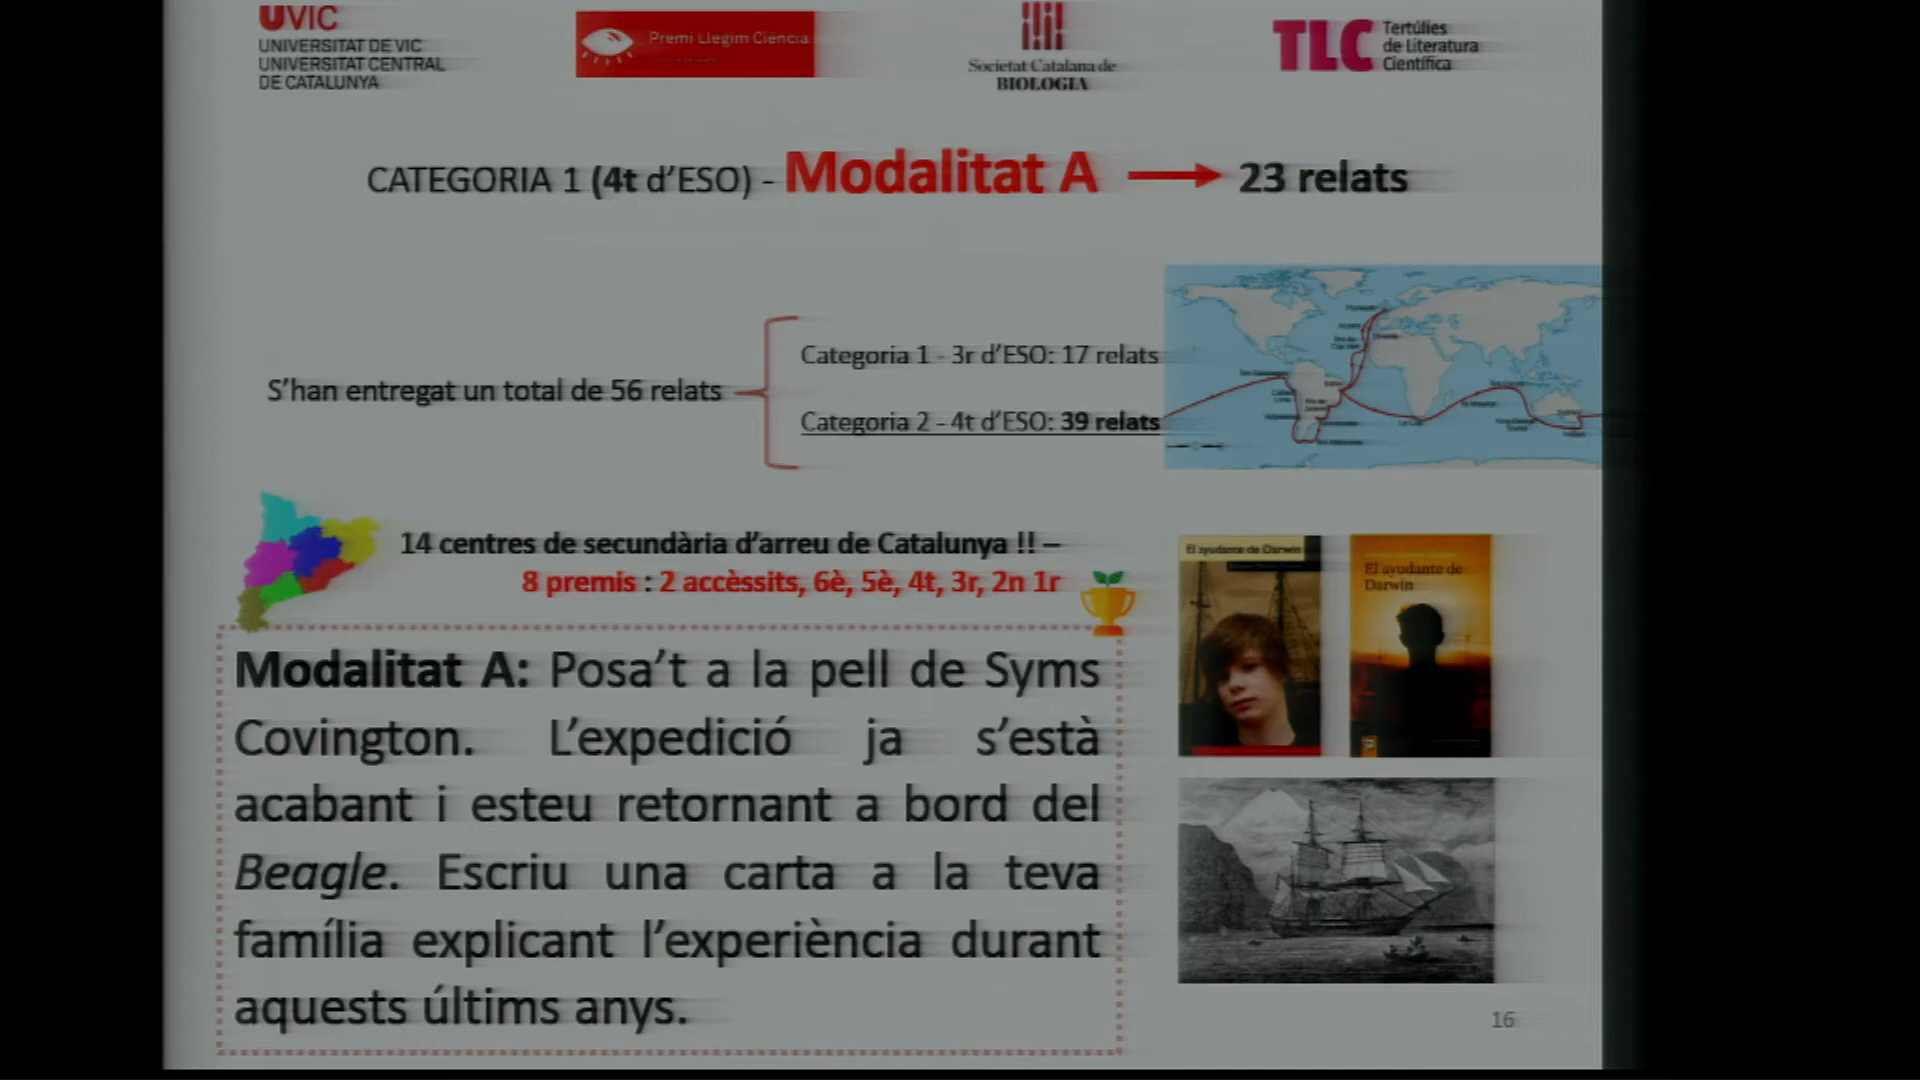 UVIC
UNIVERSITAT DE VIC
UNIVERSITAT CENTRAL
DE CATALUNYA
Premi Llegim Ciència
Societat Catalana de
BIOLOGIA
TLC
Tertúlies
de Literatura
Científica
CATEGORIA 1 (4t d'ESO) - Modalitat A 23 relats
S'han entregat un total de 56 relats
Categoria 1 - 3r d'ESO: 17 relats
Categoria 2 - 4t d'ESO: 39 relats
14 centres de secundària d'arreu de Catalunya !! –
8 premis : 2 accèssits, 6è, 5è, 4t, 3r, 2n 1r
Modalitat A: Posa't a la pell de Syms
Covington. L'expedició ja s'està
acabant i esteu retornant a bord del
Beagle. Escriu una carta a la teva
família explicant l'experiència durant
aquests últims anys.
El ayudante de Darwin
El ayudante de
Darwin
16